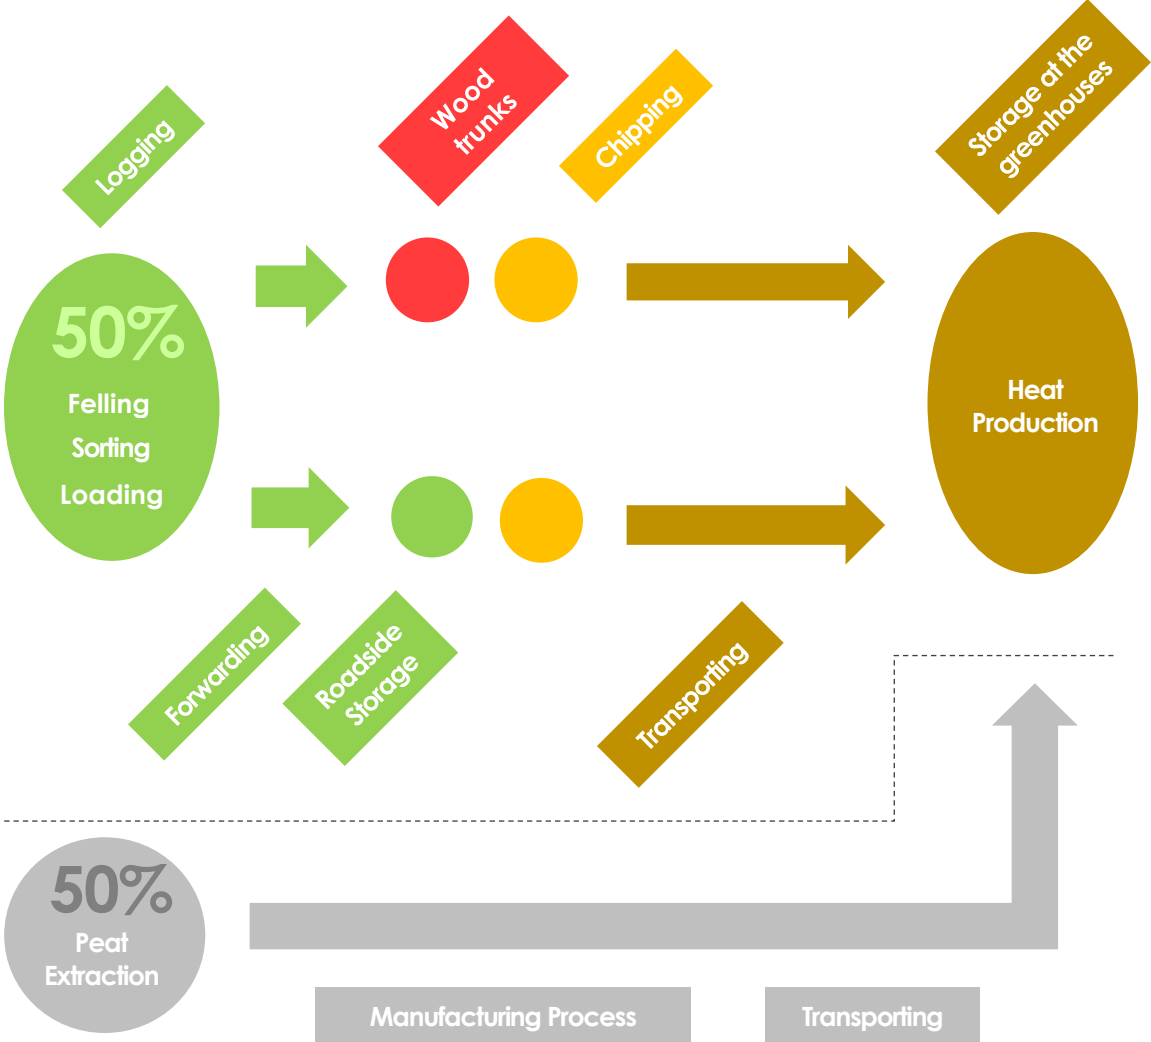 Logging
Wood
trunks
Chipping
Storage at the
greenhouses
50%
Felling
Sorting
Loading
Heat
Production
Forwarding
Roadside
Storage
Transporting
50%
Peat
Extraction
Manufacturing Process
Transporting